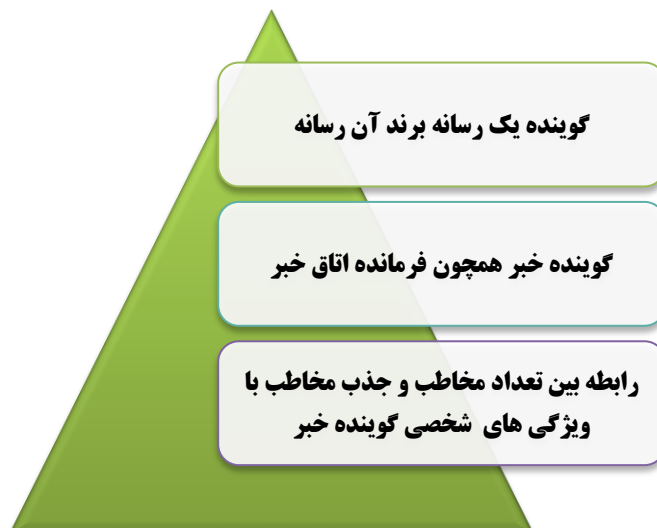 گوینده یک رسانه برند آن رسانه
گوینده خبر همچون فرمانده اتاق خبر
رابطه بین تعداد مخاطب و جذب مخاطب با
ویژگی های شخصی گوینده خبر